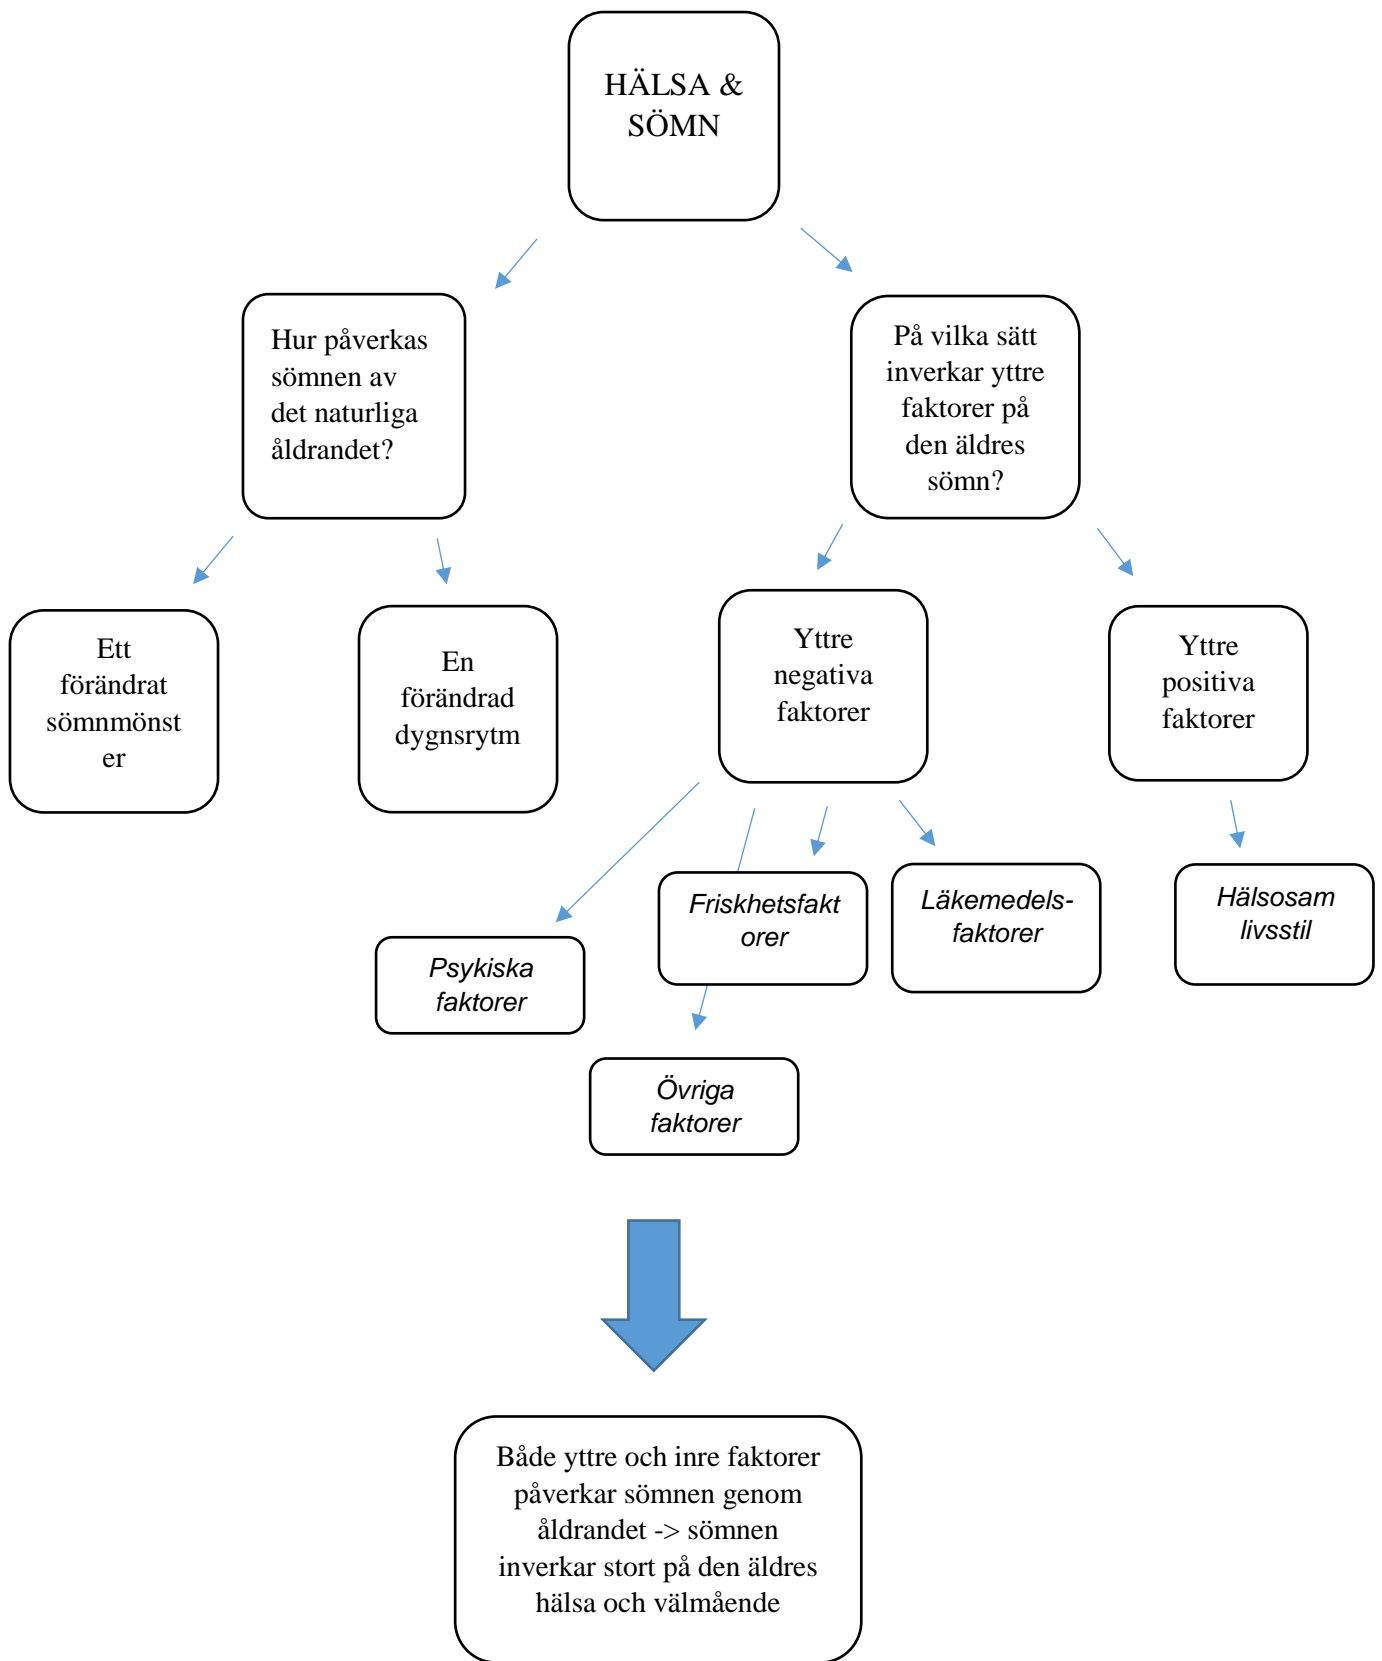 HÄLSA &
SÖMN
Hur påverkas
sömnen av
det naturliga
åldrandet?
På vilka sätt
inverkar yttre
faktorer på
den äldres
sömn?
Ett
förändrat
sömnmönst
er
En
förändrad
dygnsrytm
Yttre
negativa
faktorer
Yttre
positiva
faktorer
Psykiska
faktorer
Friskhetsfakt
orer
Läkemedels-
faktorer
Hälsosam
livsstil
Övriga
faktorer
Både yttre och inre faktorer
påverkar sömnen genom
åldrandet -> sömnen
inverkar stort på den äldres
hälsa och välmående